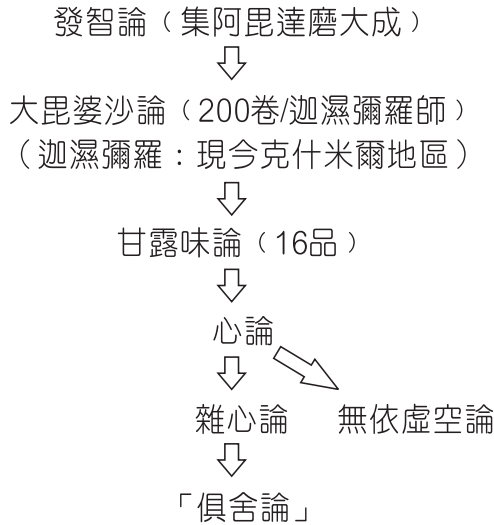 發智論（集阿毘達磨大成）
大毘婆沙論（200卷/迦濕彌羅師）
（迦濕彌羅：現今克什米爾地區）
甘露味論（16品）
心論
雜心論 無依虛空論
「俱舍論」